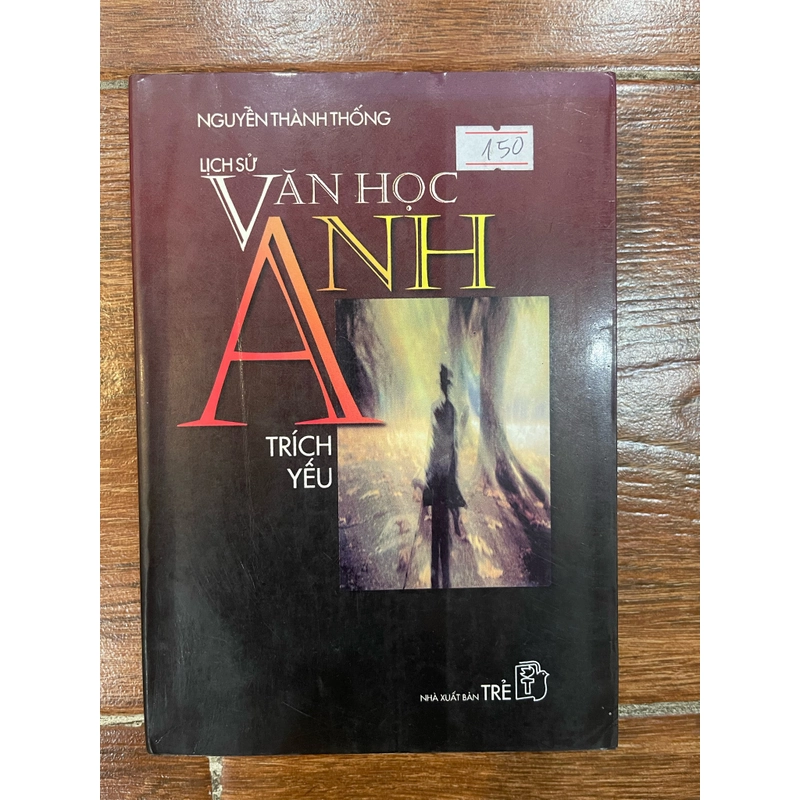 NGUYỄN THÀNH THỐNG
150
LỊCH SỬ
VĂN HỌC
ANH
TRÍCH
YẾU
NHÀ XUẤT BẢN TRẺ